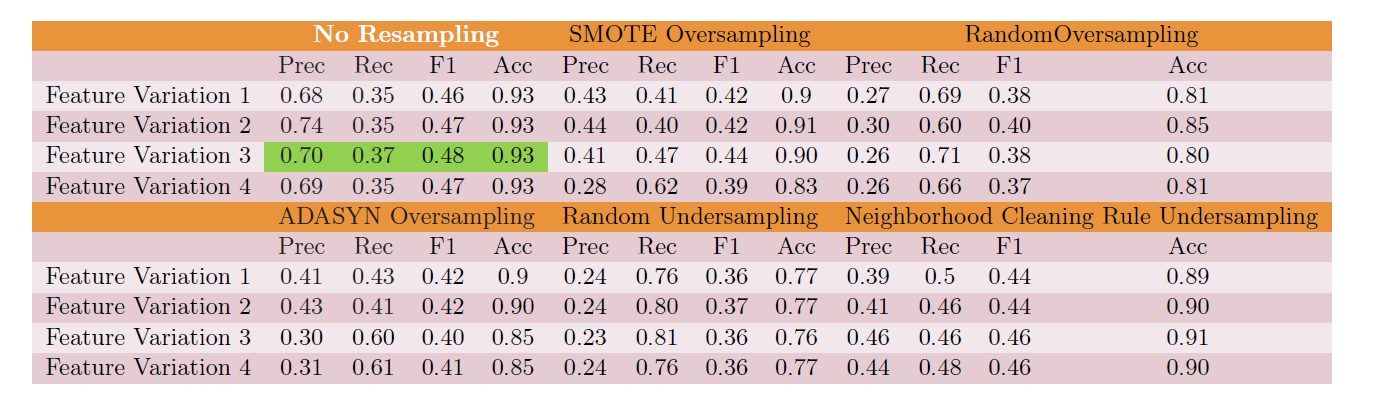 No Resampling SMOTE Oversampling RandomOversampling
Prec Rec F1 Acc Prec Rec F1 Acc Prec Rec F1 Acc
Feature Variation 1 0.68 0.35 0.46 0.93 0.43 0.41 0.42 0.9 0.27 0.69 0.38 0.81
Feature Variation 2 0.74 0.35 0.47 0.93 0.44 0.40 0.42 0.91 0.30 0.60 0.40 0.85
Feature Variation 3 0.70 0.37 0.48 0.93 0.41 0.47 0.44 0.90 0.26 0.71 0.38 0.80
Feature Variation 4 0.69 0.35 0.47 0.93 0.28 0.62 0.39 0.83 0.26 0.66 0.37 0.81
ADASYN Oversampling Random Undersampling Neighborhood Cleaning Rule Undersampling
Prec Rec F1 Acc Prec Rec F1 Acc Prec Rec F1 Acc
Feature Variation 1 0.41 0.43 0.42 0.9 0.24 0.76 0.36 0.77 0.39 0.5 0.44 0.89
Feature Variation 2 0.43 0.41 0.42 0.90 0.24 0.80 0.37 0.77 0.41 0.46 0.44 0.90
Feature Variation 3 0.30 0.60 0.40 0.85 0.23 0.81 0.36 0.76 0.46 0.46 0.46 0.91
Feature Variation 4 0.31 0.61 0.41 0.85 0.24 0.76 0.36 0.77 0.44 0.48 0.46 0.90